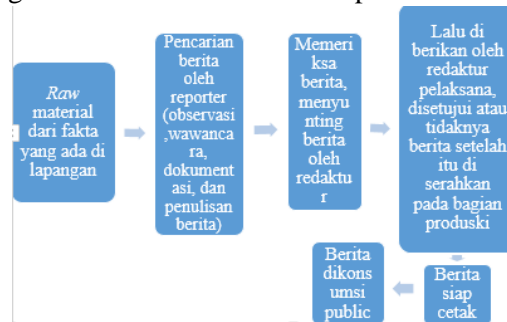 Raw
material
dari fakta
yang ada di
lapangan
Pencarian
berita
oleh
reporter
(observasi
,wawanca
ra,
dokument
asi, dan
penulisan
berita)
Memeri
ksa
berita,
menyu
nting
berita
oleh
redaktu
r
Lalu di
berikan oleh
redaktur
pelaksana,
disetujui atau
tidaknya
berita setelah
itu di
serahkan
pada bagian
produski
Berita
siap
cetak
Berita
dikons
umsi
public